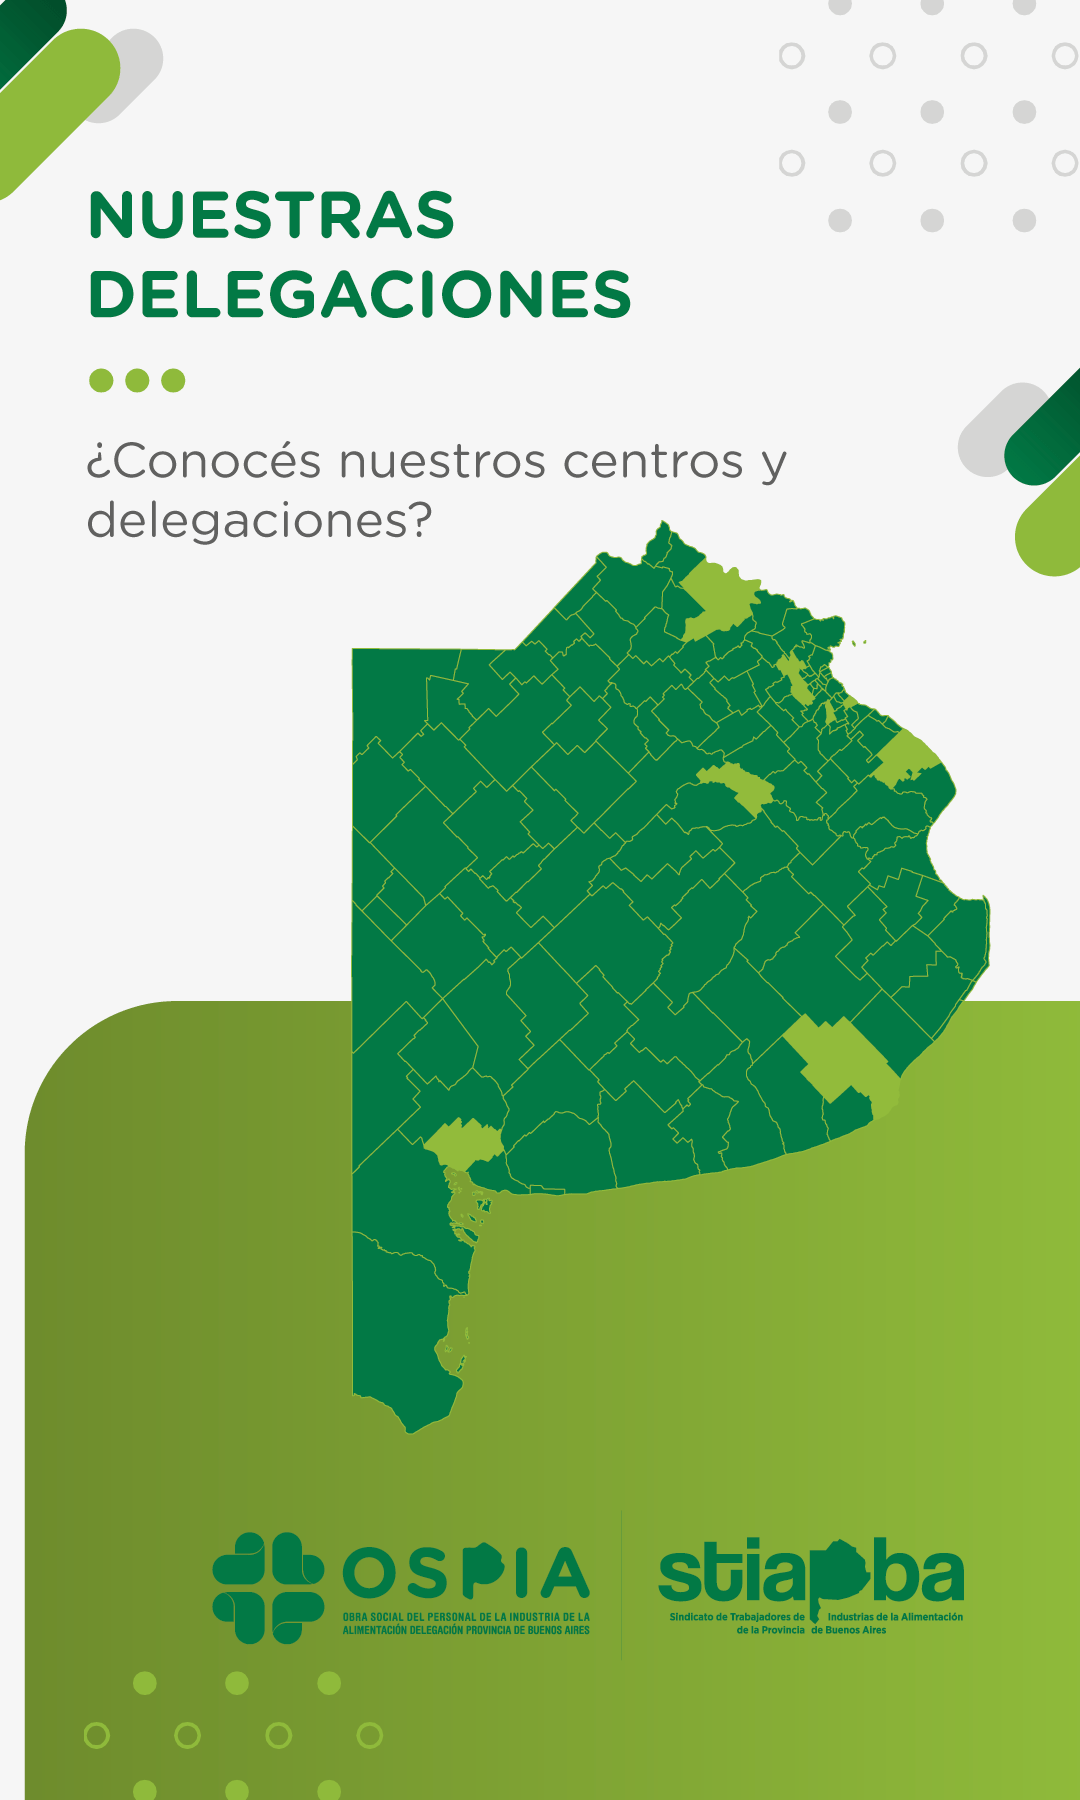 NUESTRAS
DELEGACIONES
¿Conocés nuestros centros y
delegaciones?
OSPIA
OBRA SOCIAL DEL PERSONAL DE LA INDUSTRIA DE LA
ALIMENTACIÓN DELEGACIÓN PROVINCIA DE BUENOS AIRES
stiapba
Sindicato de Trabajadores de Industrias de la Alimentación
de la Provincia de Buenos Aires